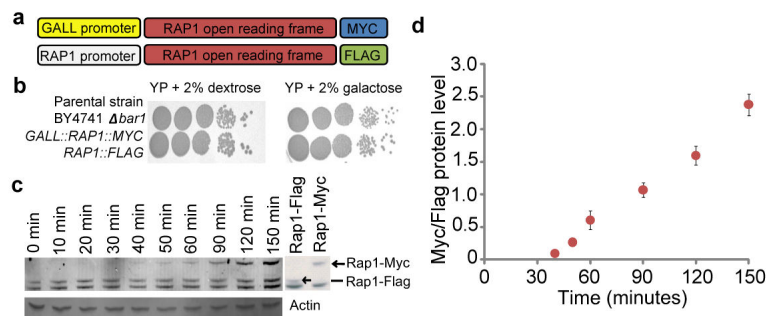 a
GALL promoter RAP1 open reading frame MYC
RAP1 promoter RAP1 open reading frame FLAG
b
YP + 2% dextrose YP + 2% galactose
Parental strain
BY4741 Δbar1
GALL::RAP1::MYC
RAP1::FLAG
c
0 min 10 min 20 min 30 min 40 min 50 min 60 min 90 min 120 min 150 min Rap1-Flag Rap1-Myc
Rap1-Myc
Rap1-Flag
Actin
d
Myc/Flag protein level
3.0
2.5
2.0
1.5
1.0
0.5
0.0
0 30 60 90 120 150
Time (minutes)